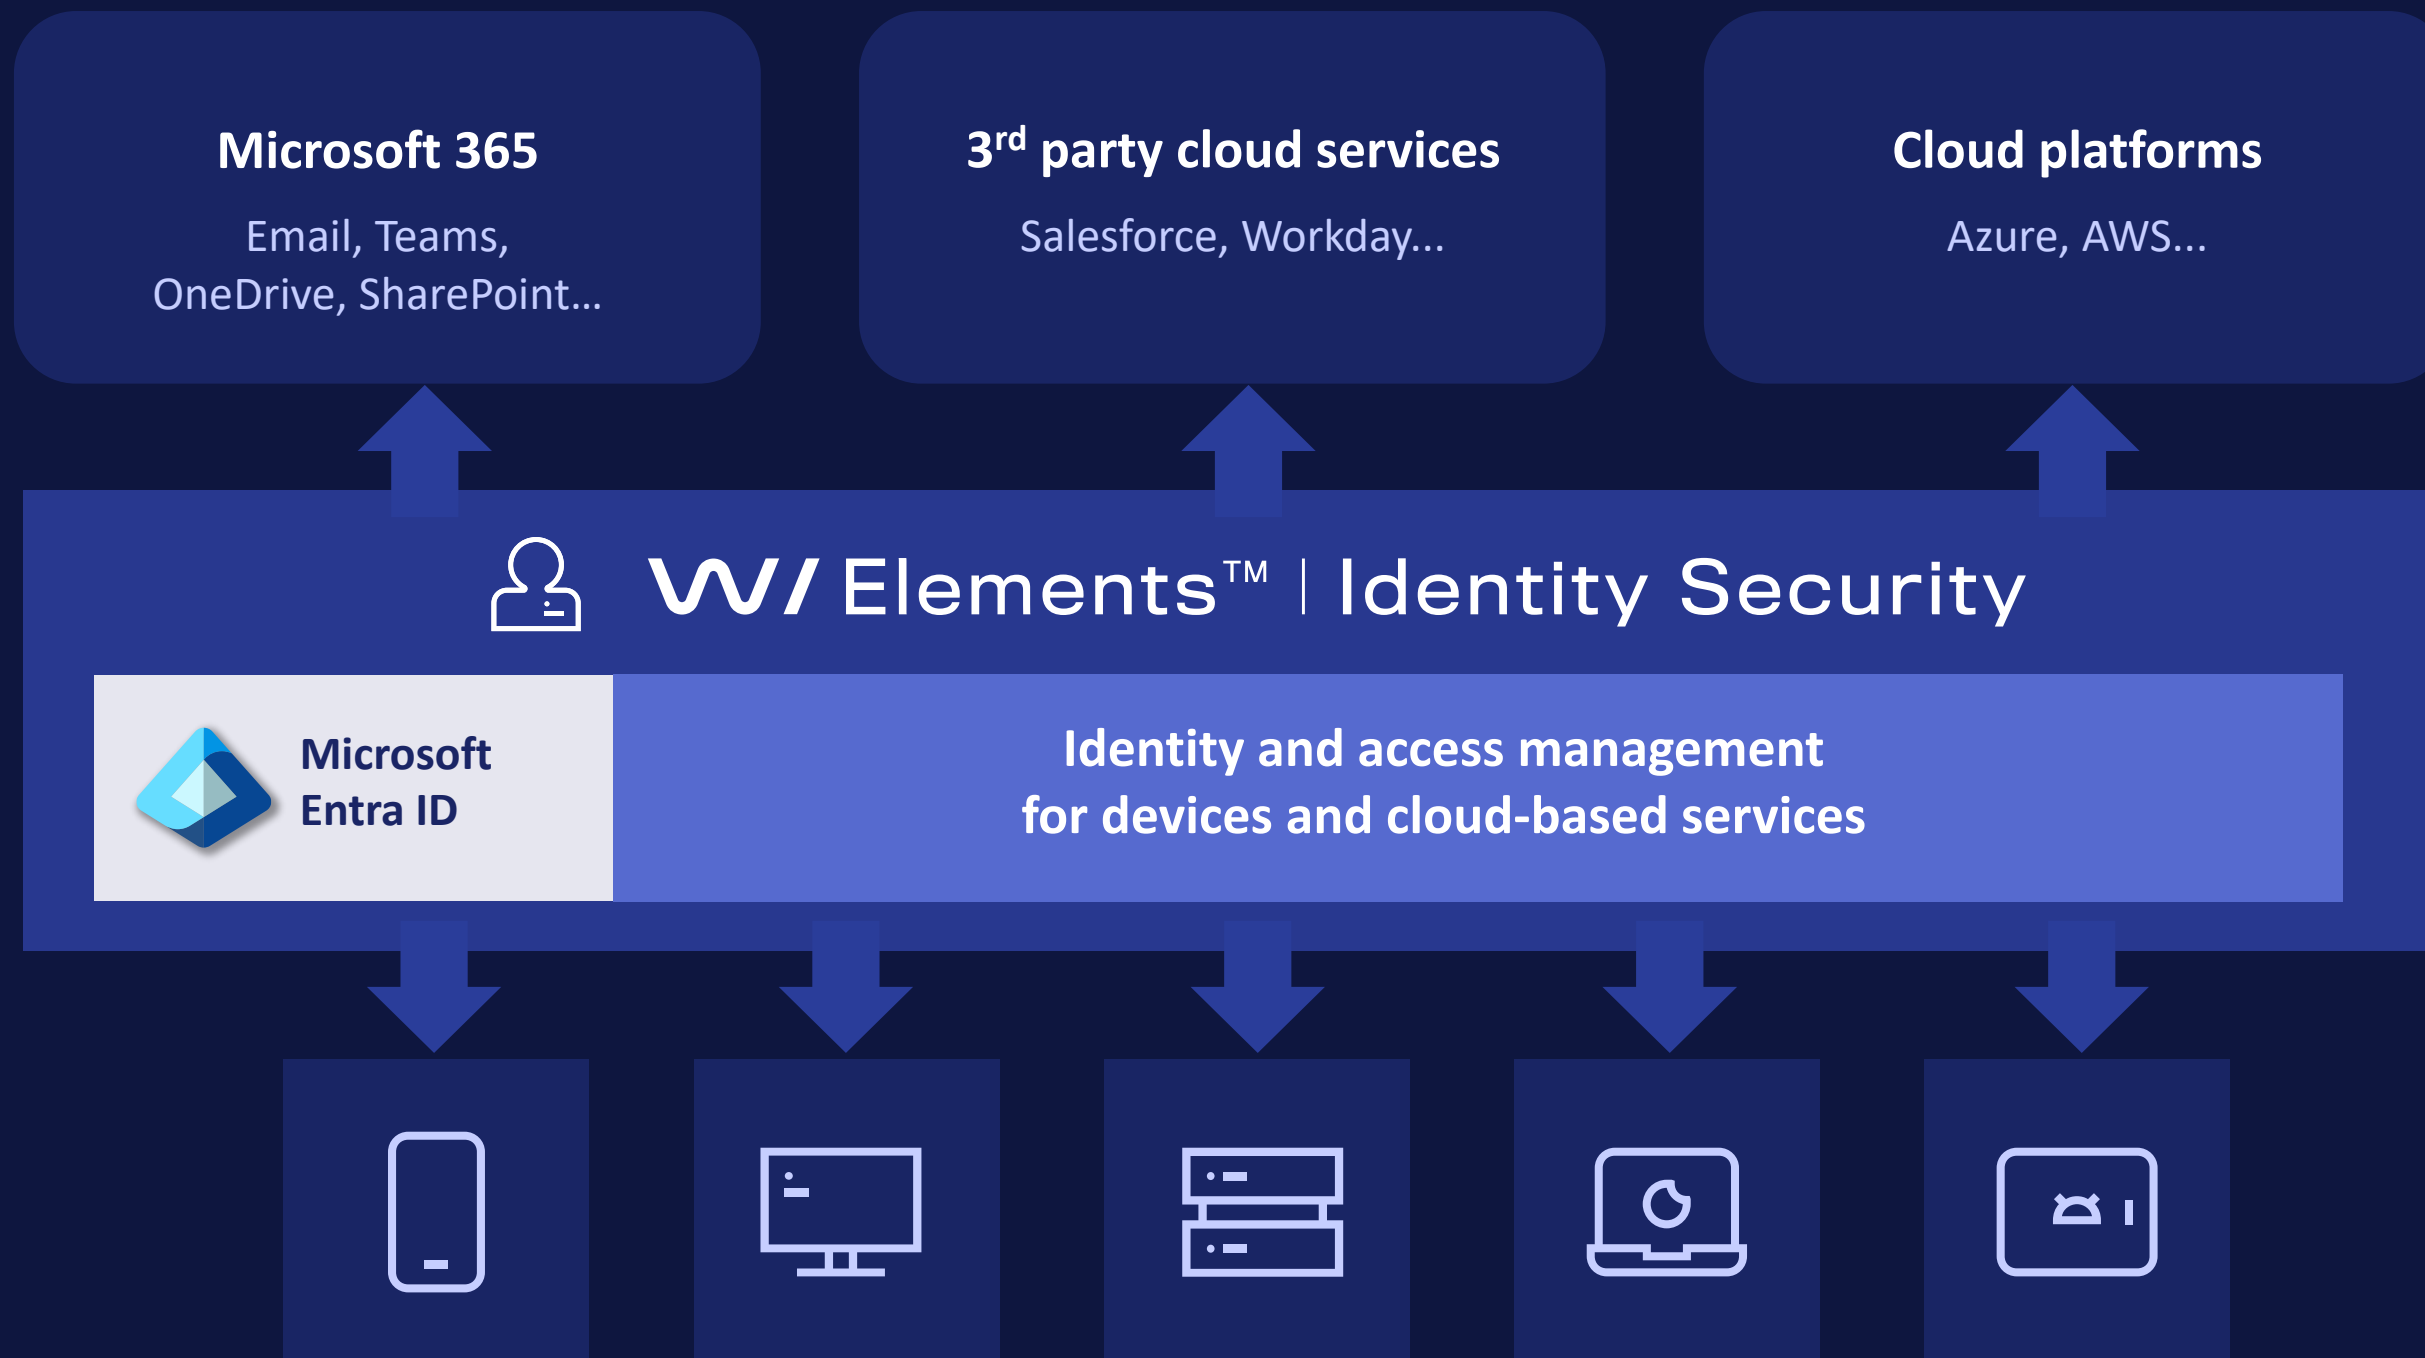 Microsoft 365
Email, Teams,
OneDrive, SharePoint...
3rd party cloud services
Salesforce, Workday...
Cloud platforms
Azure, AWS...
W/ Elements™ | Identity Security
Microsoft
Entra ID
Identity and access management
for devices and cloud-based services